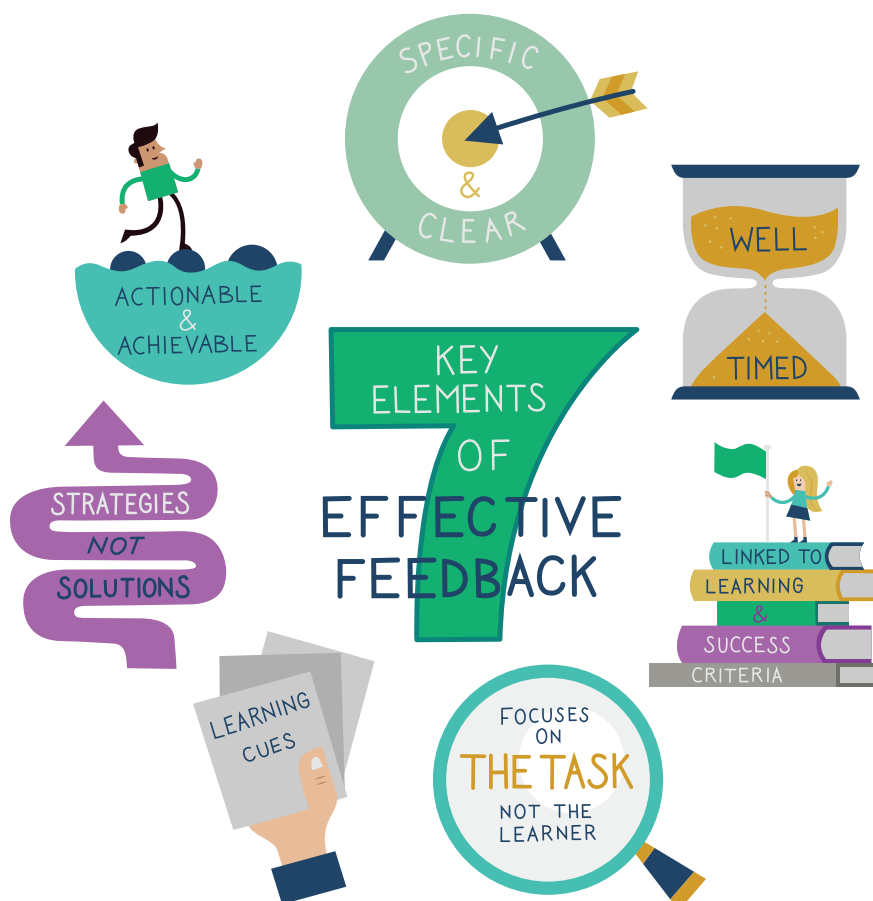 SPECIFIC
&
CLEAR
WELL
TIMED
ACTIONABLE
&
ACHIEVABLE
7
KEY
ELEMENTS
OF
EFFECTIVE
FEEDBACK
STRATEGIES
NOT
SOLUTIONS
LINKED TO
LEARNING
&
SUCCESS
CRITERIA
LEARNING
CUES
FOCUSES
ON
THE TASK
NOT THE
LEARNER